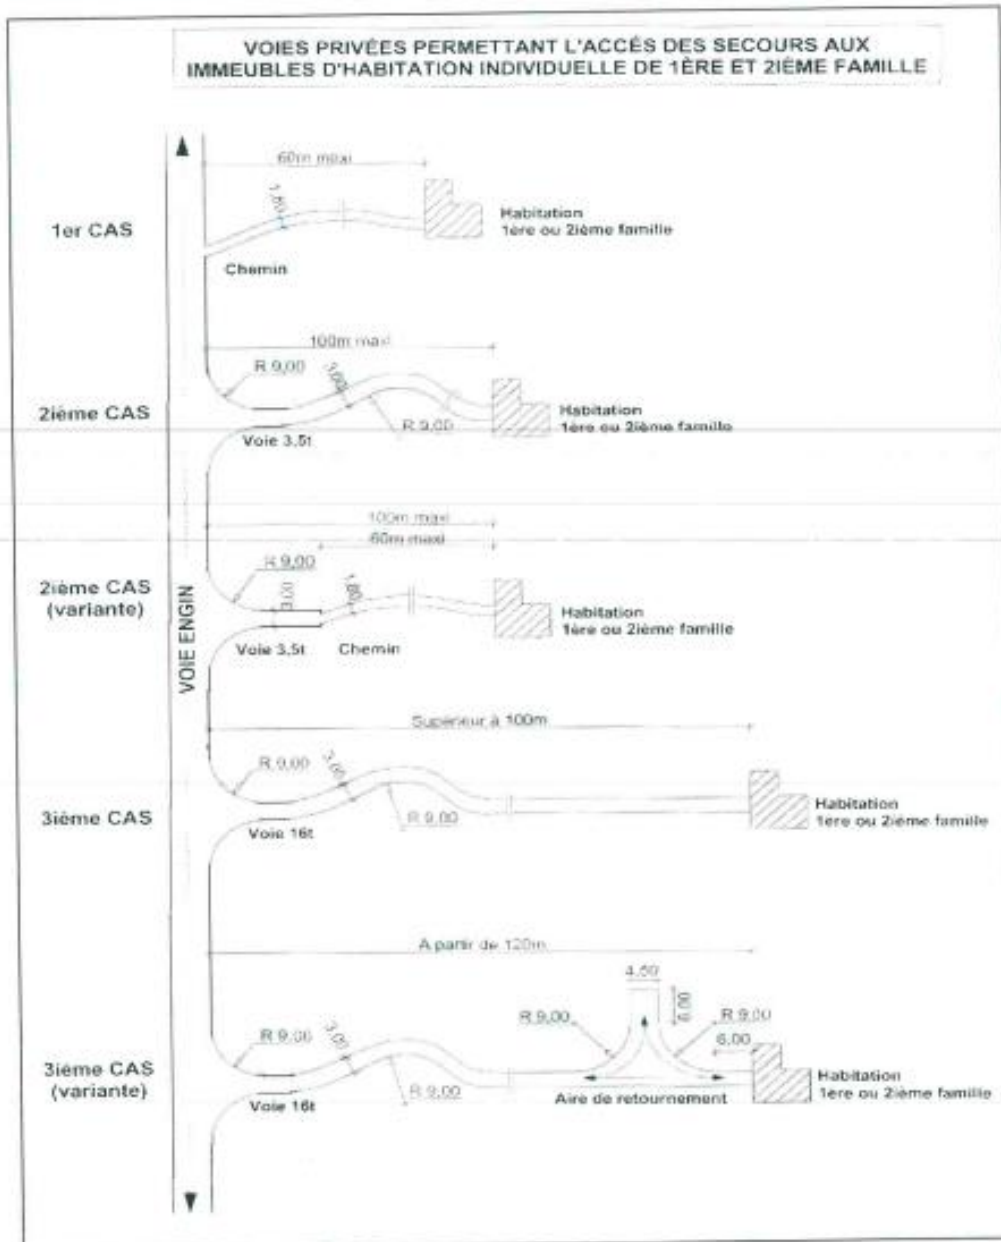 VOIES PRIVÉES PERMETTANT L'ACCÉS DES SECOURS AUX
IMMEUBLES D'HABITATION INDIVIDUELLE DE 1ÈRE ET 2IÉME FAMILLE
60m maxi
1er CAS
1,80
Habitation
1ère ou 2ième famille
Chemin
100m maxi
R 9,00
3,00
2ième CAS
R 9,00
Habitation
1ère ou 2ième famille
Voie 3,5t
100m maxi
60m maxi
R 9,00
2ième CAS
(variante)
3,00
1,80
Habitation
1ère ou 2ième famille
Voie 3,5t
Chemin
VOIE ENGIN
Supérieur à 100m
R 9,00
3,00
3ième CAS
R 9,00
Habitation
1ère ou 2ième famille
Voie 16t
A partir de 120m
4,50
6,00
R 9,00
R 9,00
R 9,00
3,00
6,00
3ième CAS
(variante)
R 9,00
Aire de retournement
Habitation
1ère ou 2ième famille
Voie 16t